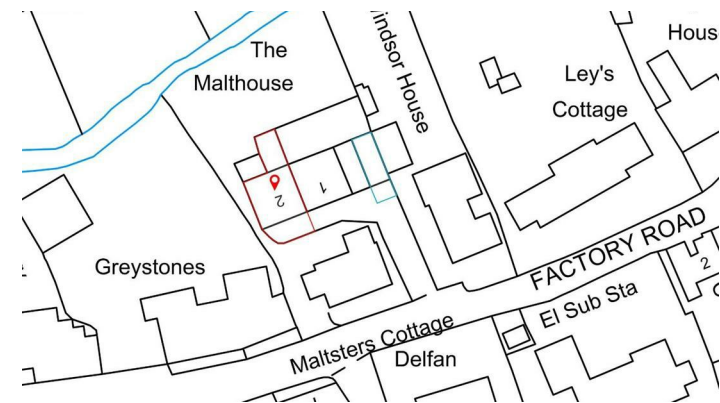 The
Malthouse
indsor House
Hous
Ley's
Cottage
1
2
Greystones
FACTORY ROAD
2
El Sub Sta
Maltsters Cottage
Delfan